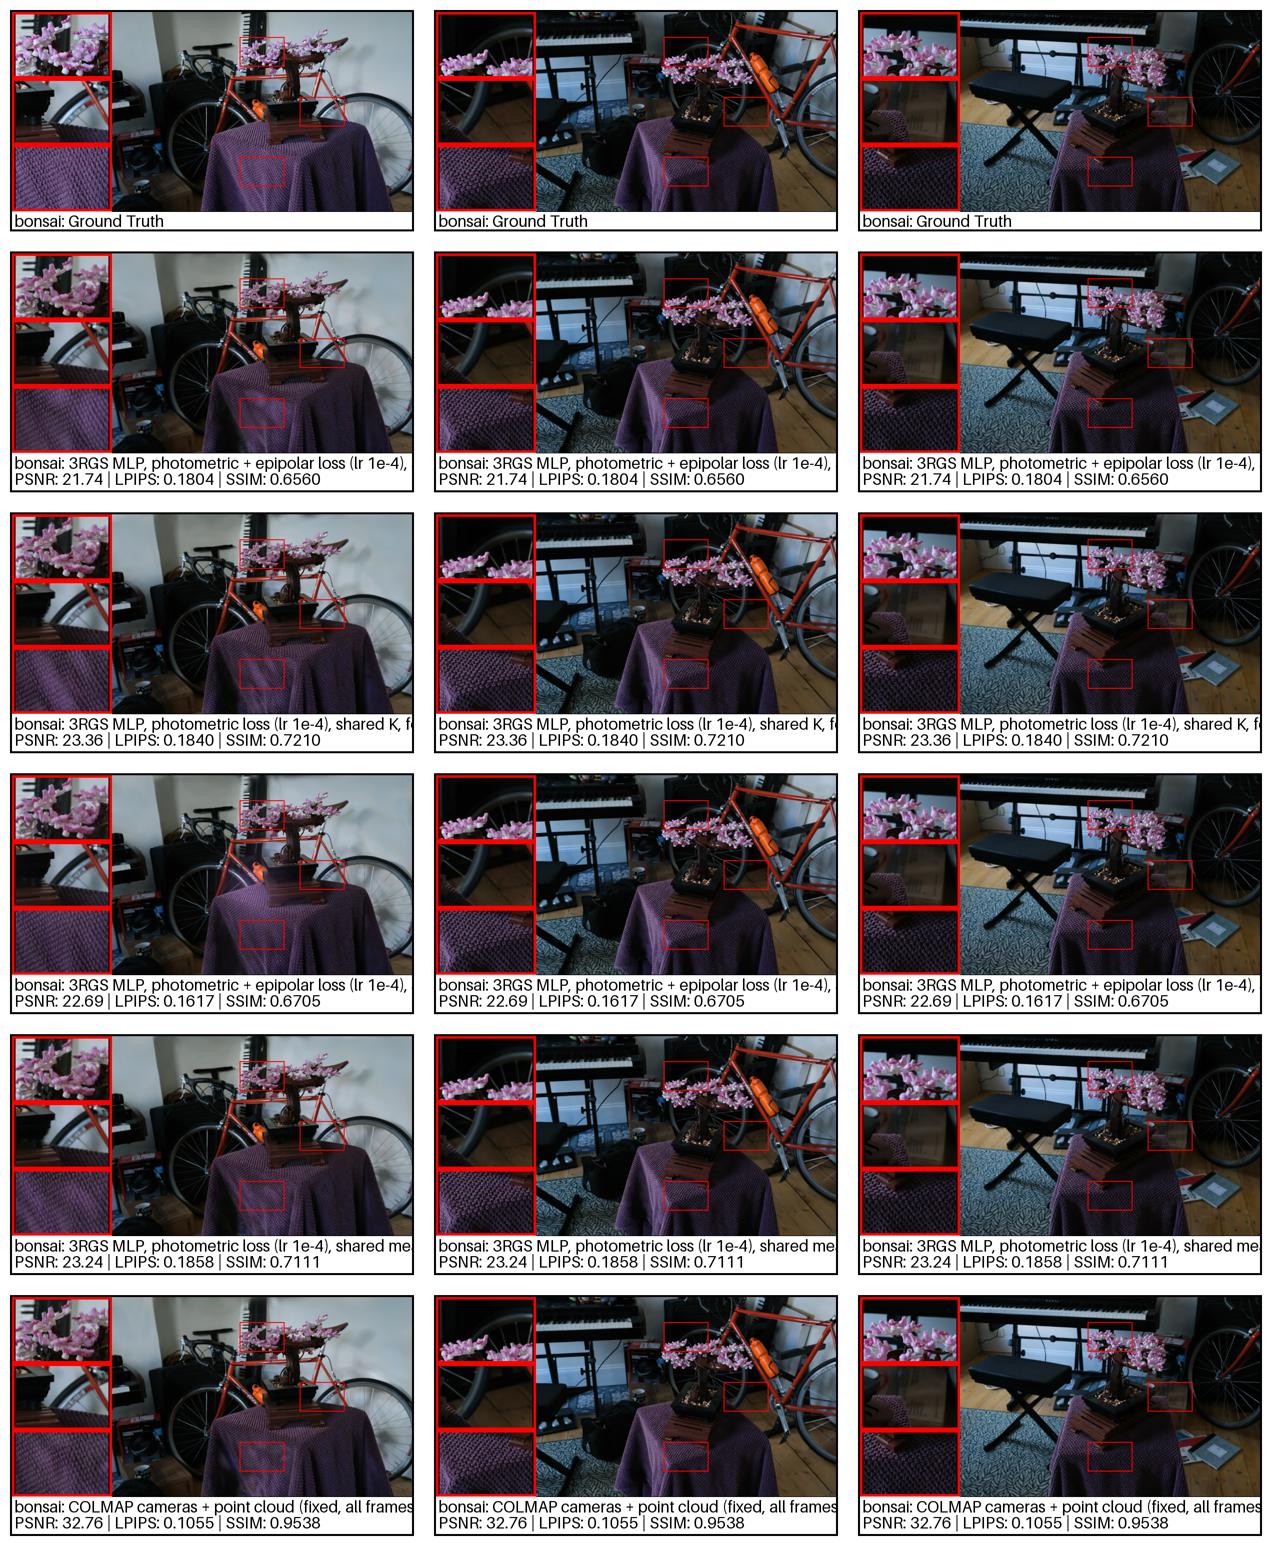 bonsai: Ground Truth
bonsai: Ground Truth
bonsai: Ground Truth
bonsai: 3RGS MLP, photometric + epipolar loss (lr 1e-4),
PSNR: 21.74 | LPIPS: 0.1804 | SSIM: 0.6560
bonsai: 3RGS MLP, photometric + epipolar loss (lr 1e-4),
PSNR: 21.74 | LPIPS: 0.1804 | SSIM: 0.6560
bonsai: 3RGS MLP, photometric + epipolar loss (lr 1e-4),
PSNR: 21.74 | LPIPS: 0.1804 | SSIM: 0.6560
bonsai: 3RGS MLP, photometric loss (lr 1e-4), shared K, f
PSNR: 23.36 | LPIPS: 0.1840 | SSIM: 0.7210
bonsai: 3RGS MLP, photometric loss (lr 1e-4), shared K, f
PSNR: 23.36 | LPIPS: 0.1840 | SSIM: 0.7210
bonsai: 3RGS MLP, photometric loss (lr 1e-4), shared K, f
PSNR: 23.36 | LPIPS: 0.1840 | SSIM: 0.7210
bonsai: 3RGS MLP, photometric + epipolar loss (lr 1e-4),
PSNR: 22.69 | LPIPS: 0.1617 | SSIM: 0.6705
bonsai: 3RGS MLP, photometric + epipolar loss (lr 1e-4),
PSNR: 22.69 | LPIPS: 0.1617 | SSIM: 0.6705
bonsai: 3RGS MLP, photometric + epipolar loss (lr 1e-4),
PSNR: 22.69 | LPIPS: 0.1617 | SSIM: 0.6705
bonsai: 3RGS MLP, photometric loss (lr 1e-4), shared me
PSNR: 23.24 | LPIPS: 0.1858 | SSIM: 0.7111
bonsai: 3RGS MLP, photometric loss (lr 1e-4), shared me
PSNR: 23.24 | LPIPS: 0.1858 | SSIM: 0.7111
bonsai: 3RGS MLP, photometric loss (lr 1e-4), shared me
PSNR: 23.24 | LPIPS: 0.1858 | SSIM: 0.7111
bonsai: COLMAP cameras + point cloud (fixed, all frames
PSNR: 32.76 | LPIPS: 0.1055 | SSIM: 0.9538
bonsai: COLMAP cameras + point cloud (fixed, all frames
PSNR: 32.76 | LPIPS: 0.1055 | SSIM: 0.9538
bonsai: COLMAP cameras + point cloud (fixed, all frames
PSNR: 32.76 | LPIPS: 0.1055 | SSIM: 0.9538